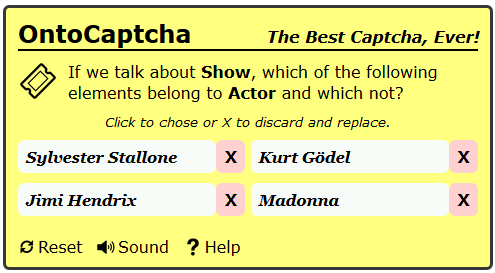 OntoCaptcha The Best Captcha, Ever!
If we talk about Show, which of the following
elements belong to Actor and which not?
Click to chose or X to discard and replace.
Sylvester Stallone X Kurt Gödel X
Jimi Hendrix X Madonna X
Reset Sound ? Help